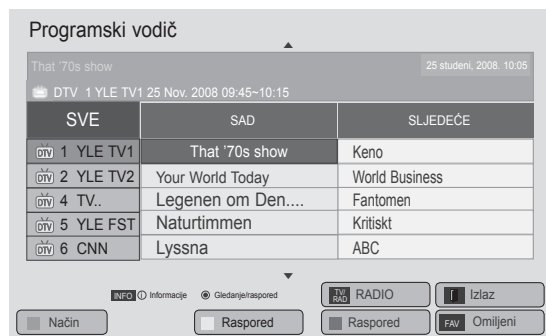 Programski vodič
That '70s show 25 studeni, 2008. 10:05
DTV 1 YLE TV1 25 Nov. 2008 09:45~10:15
SVE SAD SLJEDEĆE
DTV 1 YLE TV1 That '70s show Keno
DTV 2 YLE TV2 Your World Today World Business
DTV 4 TV.. Legenen om Den.... Fantomen
DTV 5 YLE FST Naturtimmen Kritiskt
DTV 6 CNN Lyssna ABC
INFO i Informacije Gledanje/raspored TV/RAD RADIO Izlaz
Način Raspored Raspored FAV Omiljeni